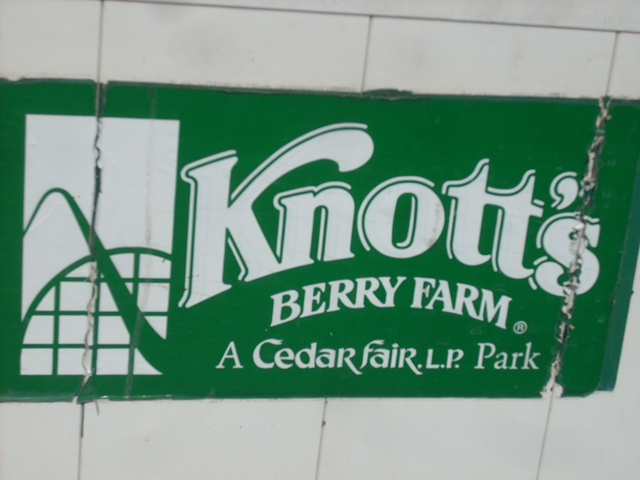 Knott's
BERRY FARM®
A Cedar Fair, L.P. Park